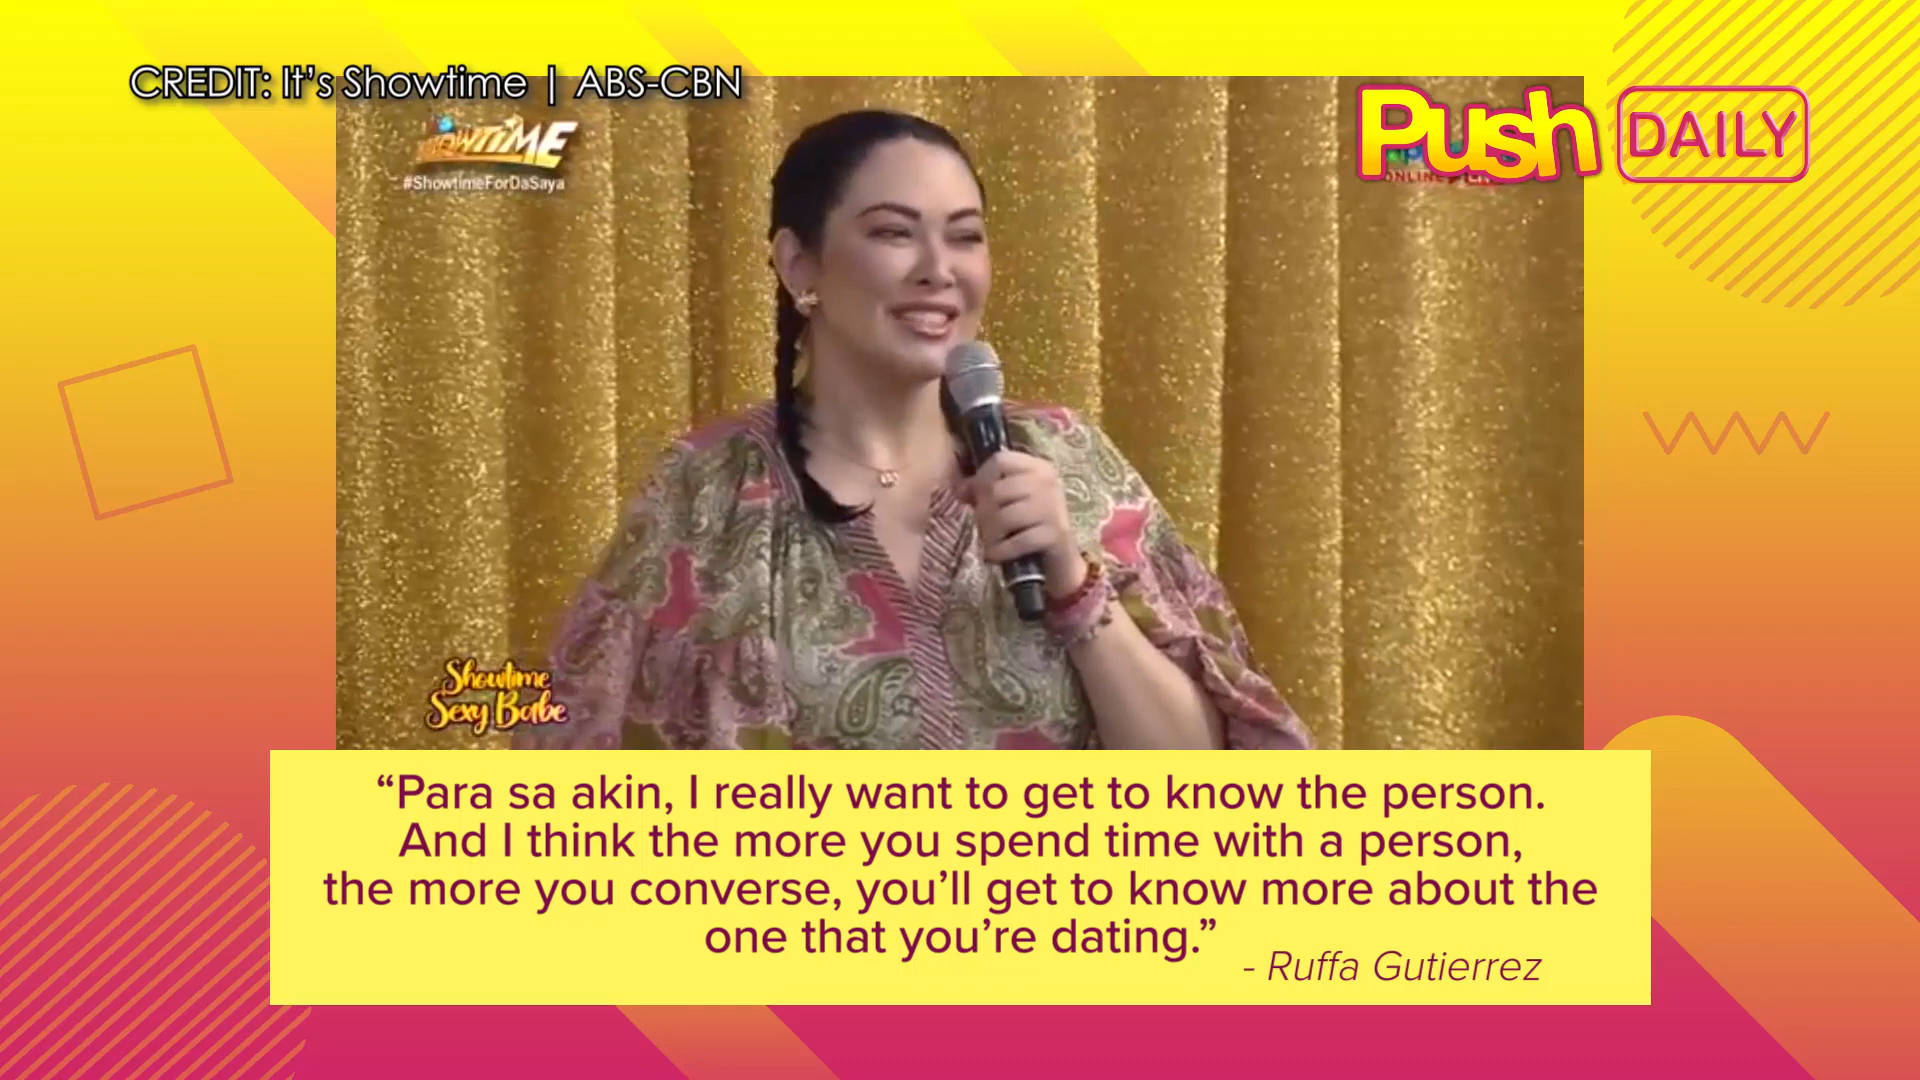 CREDIT: It's Showtime | ABS-CBN
Push DAILY
SHOWTIME
#ShowtimeForDaSaya
ONLINE
Showtime
Sexy Babe
“Para sa akin, I really want to get to know the person.
And I think the more you spend time with a person,
the more you converse, you’ll get to know more about the
one that you’re dating.”
- Ruffa Gutierrez